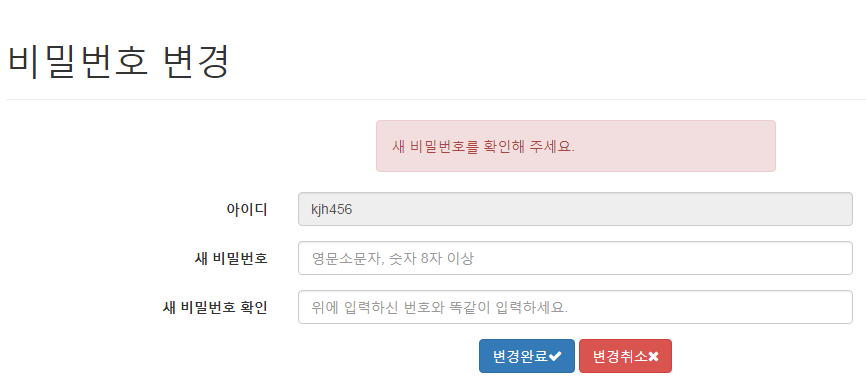 비밀번호 변경
새 비밀번호를 확인해 주세요.
아이디 kjh456
새 비밀번호 영문소문자, 숫자 8자 이상
새 비밀번호 확인 위에 입력하신 번호와 똑같이 입력하세요.
변경완료 변경취소